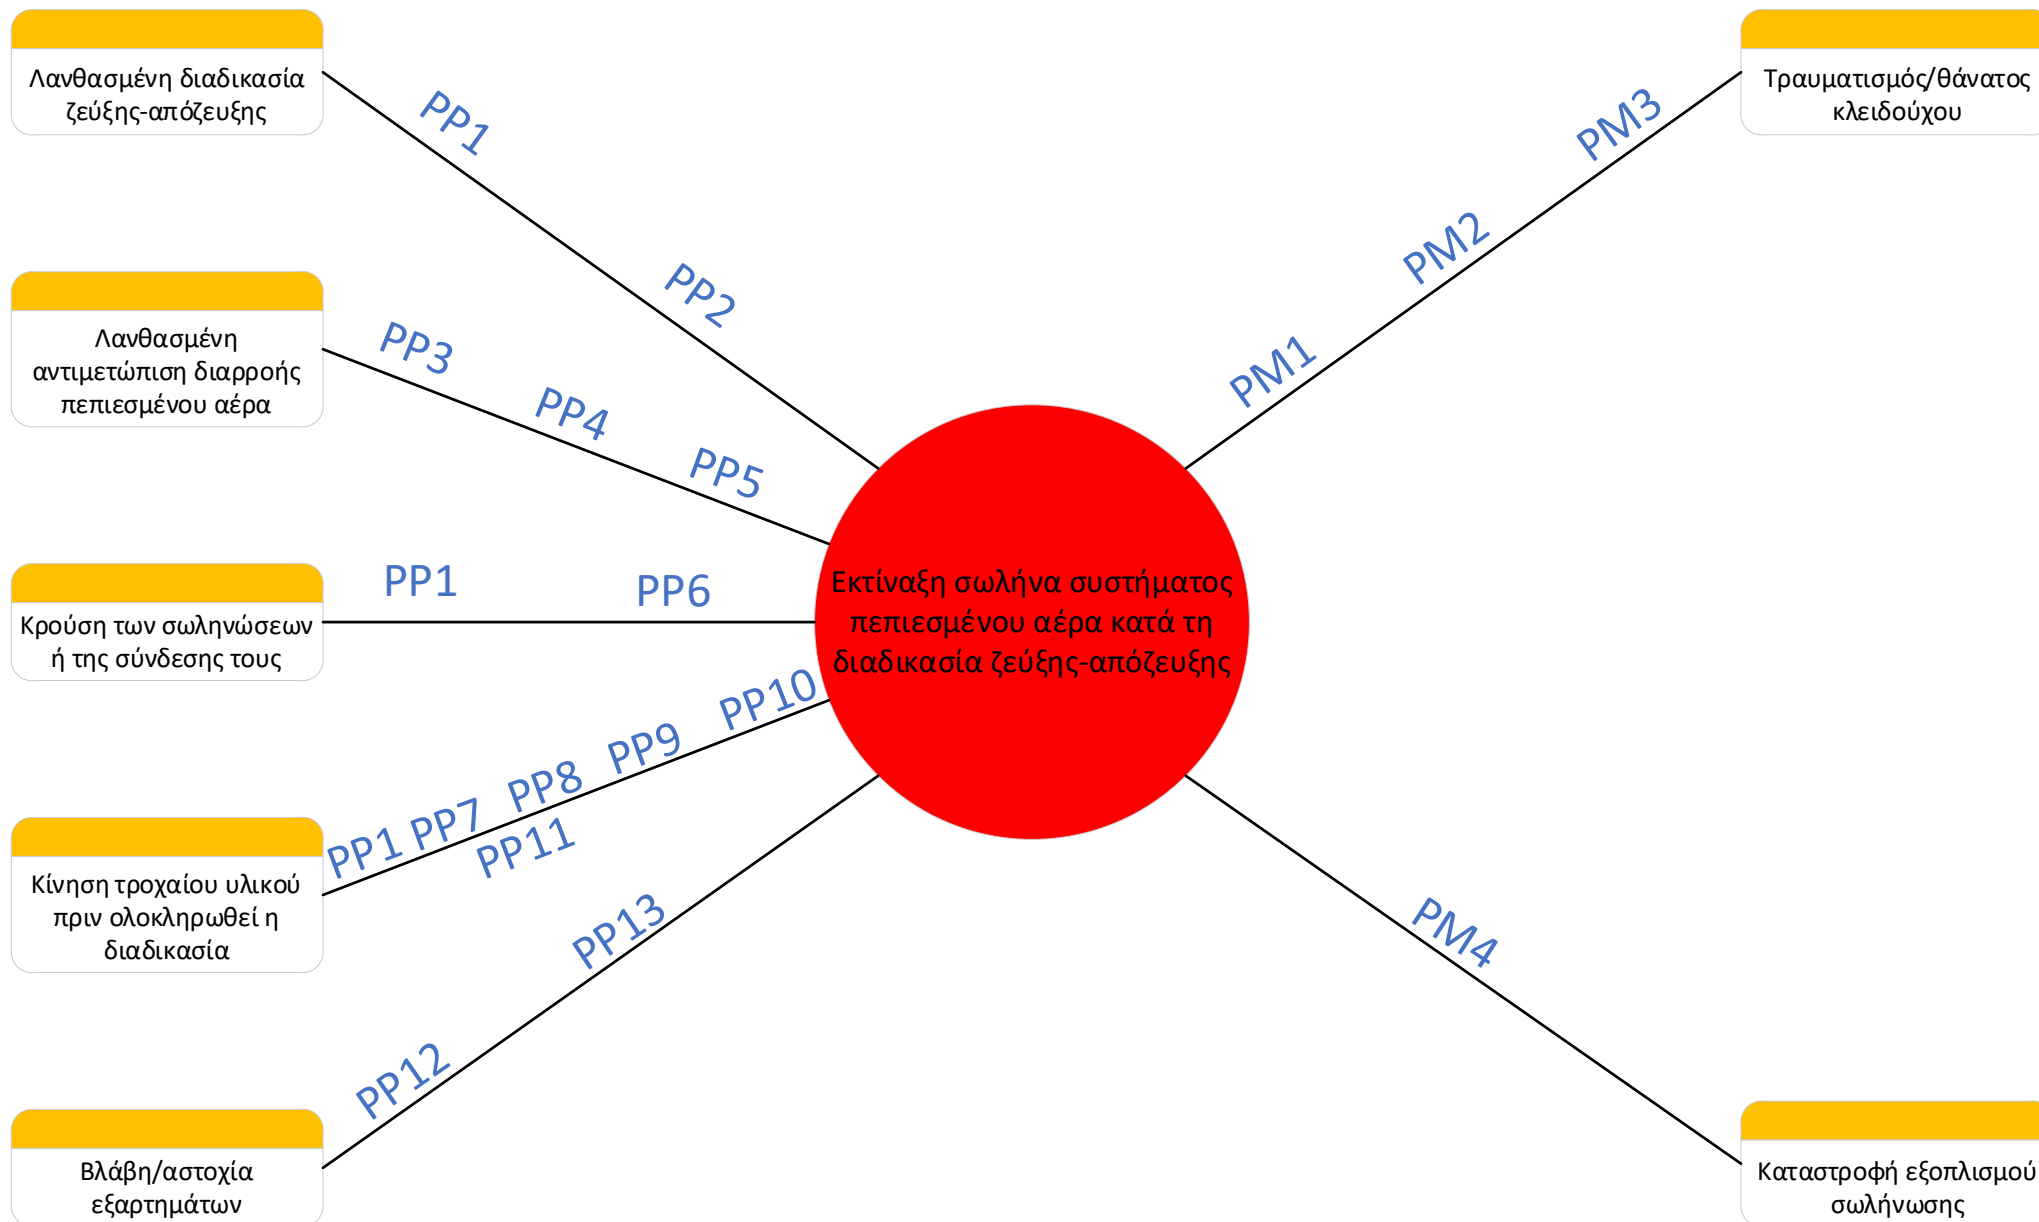 Λανθασμένη διαδικασία
ζεύξης-απόζευξης
PP1
PP2
Λανθασμένη
αντιμετώπιση διαρροής
πεπιεσμένου αέρα
PP3
PP4
PP5
Κρούση των σωληνώσεων
ή της σύνδεσης τους
PP1
PP6
Κίνηση τροχαίου υλικού
πριν ολοκληρωθεί η
διαδικασία
PP1
PP7
PP8
PP9
PP10
PP11
Βλάβη/αστοχία
εξαρτημάτων
PP12
PP13
Εκτίναξη σωλήνα συστήματος
πεπιεσμένου αέρα κατά τη
διαδικασία ζεύξης-απόζευξης
PM1
PM2
PM3
Τραυματισμός/θάνατος
κλειδούχου
PM4
Καταστροφή εξοπλισμού
σωλήνωσης